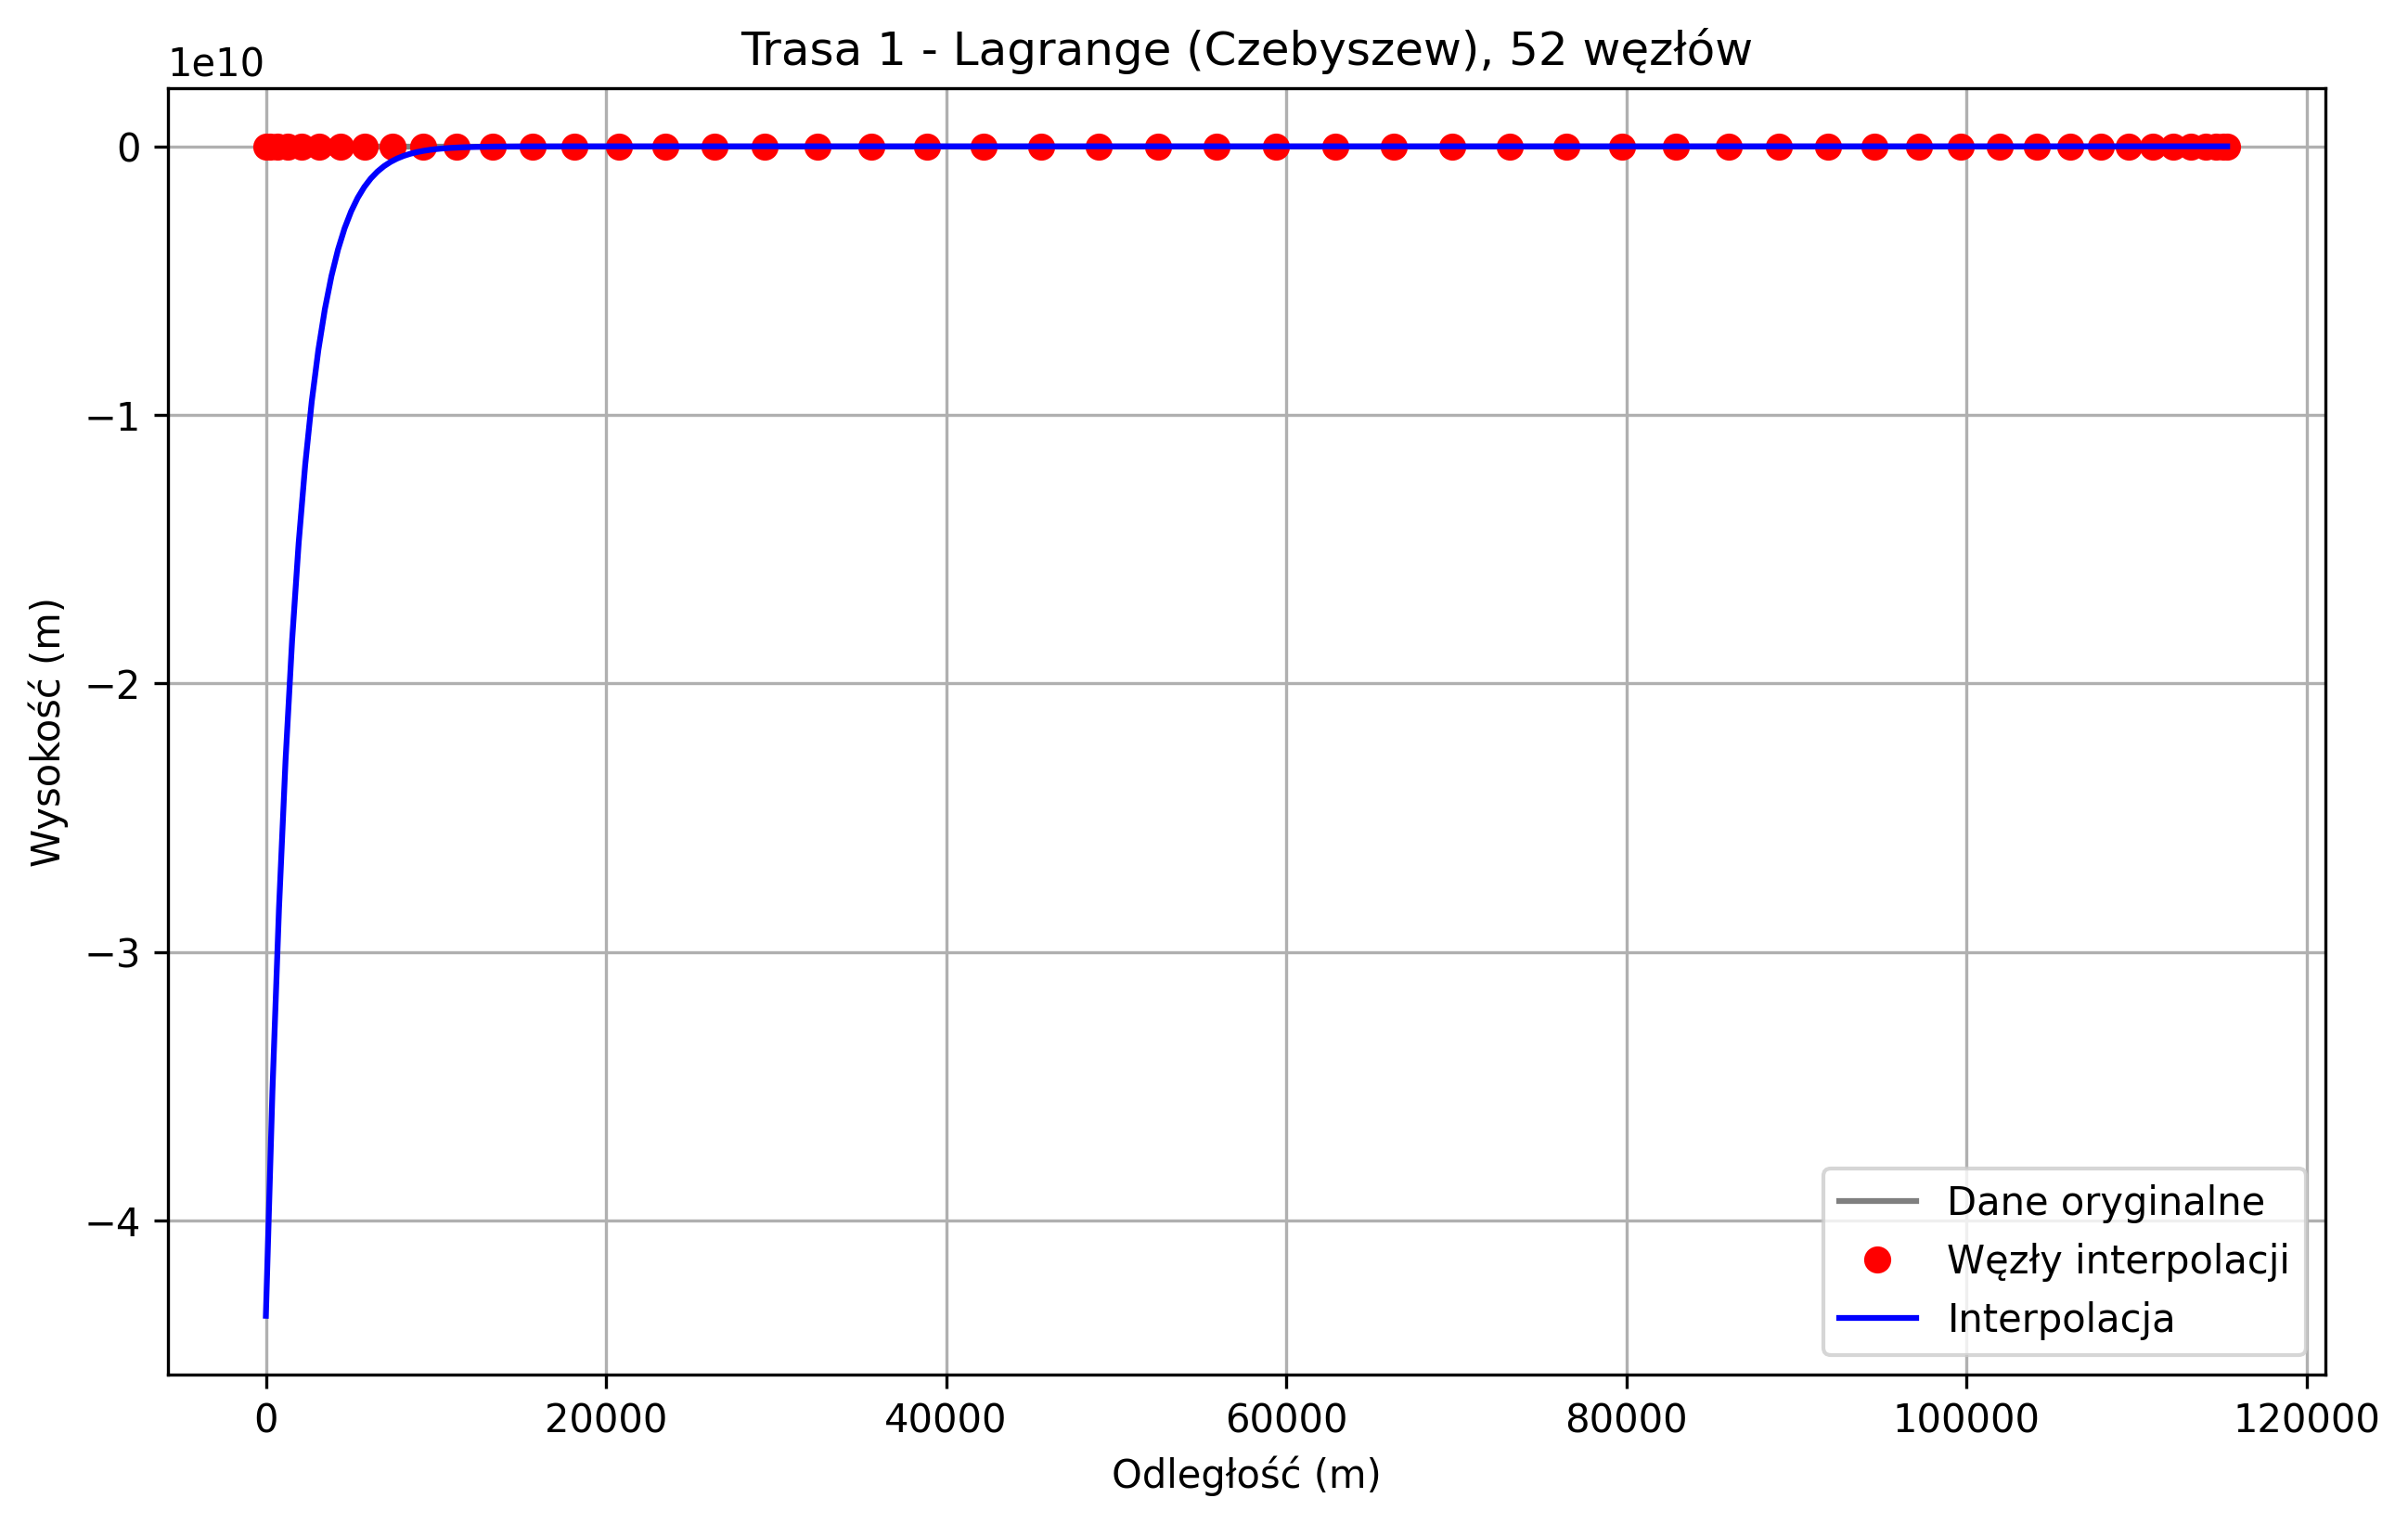 Trasa 1 - Lagrange (Czebyszew), 52 węzłów
1e10
0
−1
−2
−3
−4
Wysokość (m)
0 20000 40000 60000 80000 100000 120000
Odległość (m)
Dane oryginalne
Węzły interpolacji
Interpolacja